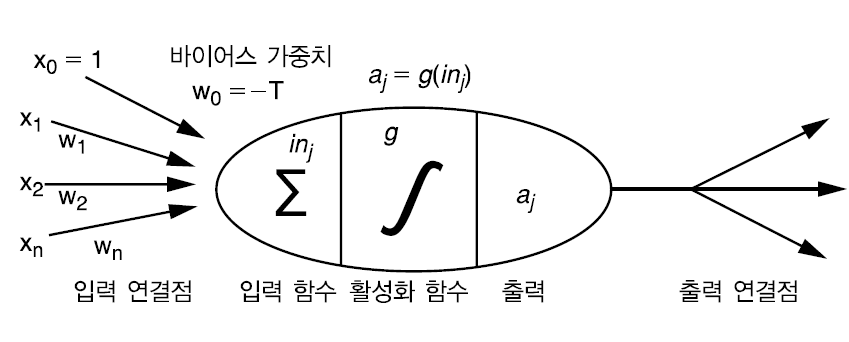 x₀ = 1
바이어스 가중치
w₀ = −T
aⱼ = g(inⱼ)
x₁
w₁
x₂
w₂
xₙ
wₙ
inⱼ
Σ
g
∫
aⱼ
입력 연결점
입력 함수
활성화 함수
출력
출력 연결점